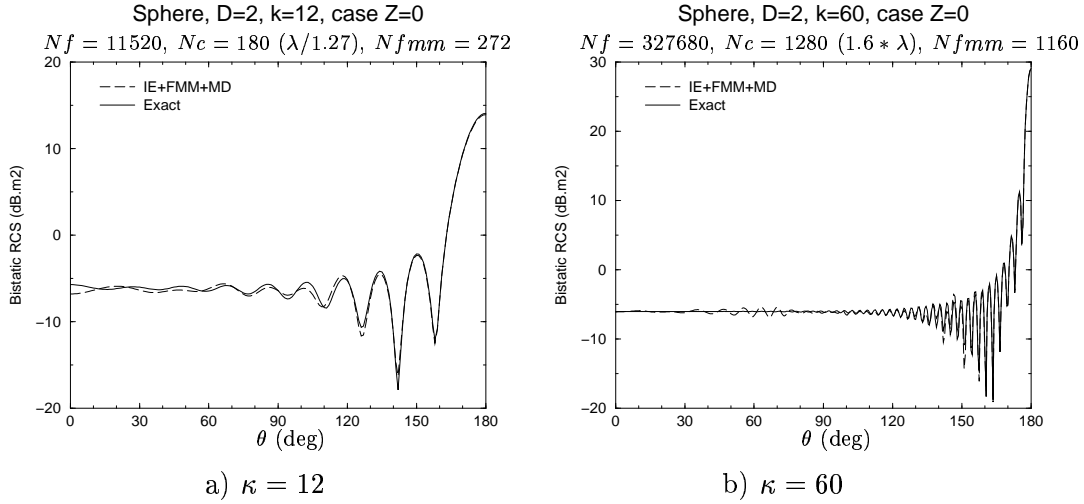 Sphere, D=2, k=12, case Z=0
Nf = 11520, Nc = 180 (λ/1.27), Nfmm = 272
20
10
0
−10
−20
Bistatic RCS (dB.m2)
IE+FMM+MD
Exact
0 30 60 90 120 150 180
θ (deg)
a) κ = 12
Sphere, D=2, k=60, case Z=0
Nf = 327680, Nc = 1280 (1.6 * λ), Nfmm = 1160
30
20
10
0
−10
−20
Bistatic RCS (dB.m2)
IE+FMM+MD
Exact
0 30 60 90 120 150 180
θ (deg)
b) κ = 60